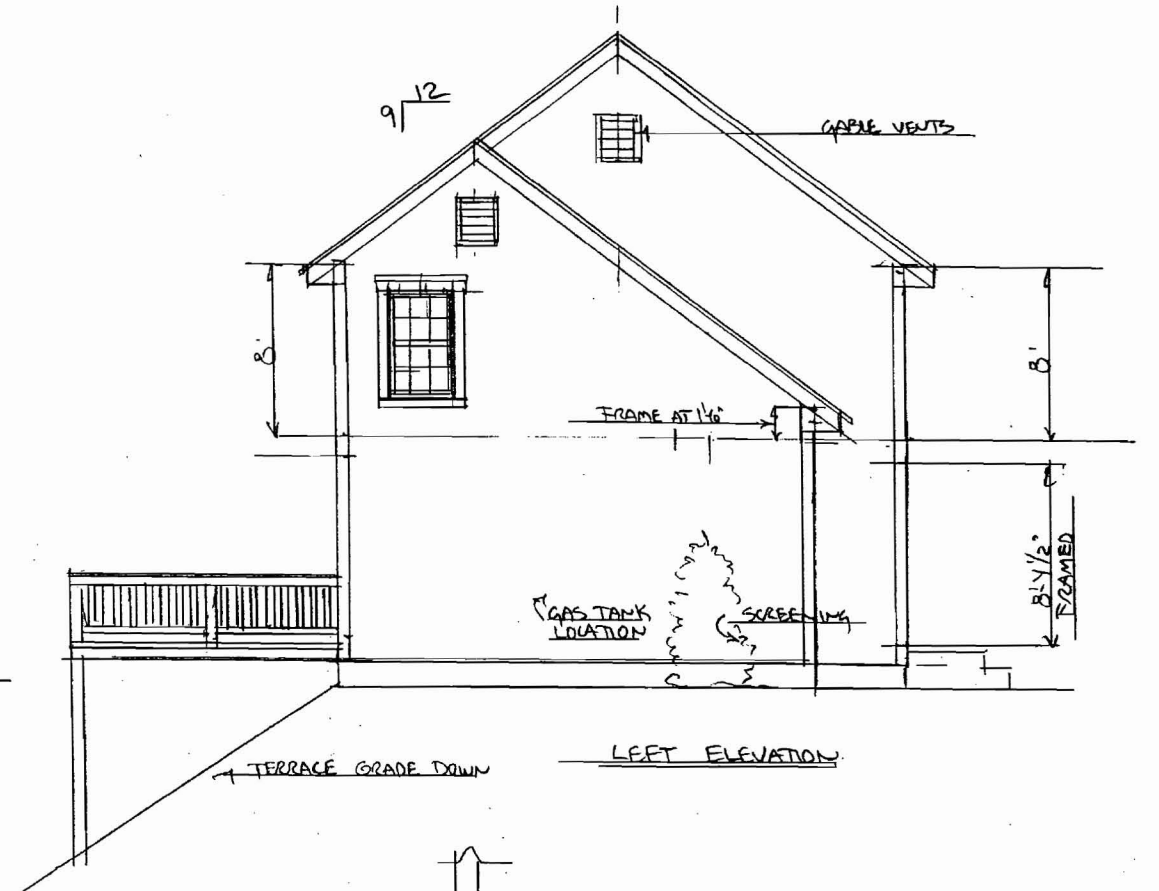 12
9
GABLE VENTS
8'
8'
FRAME AT 1'6"
8'-4 1/2"
FRAMED
GAS TANK
LOCATION
SCREENING
TERRACE GRADE DOWN
LEFT ELEVATION